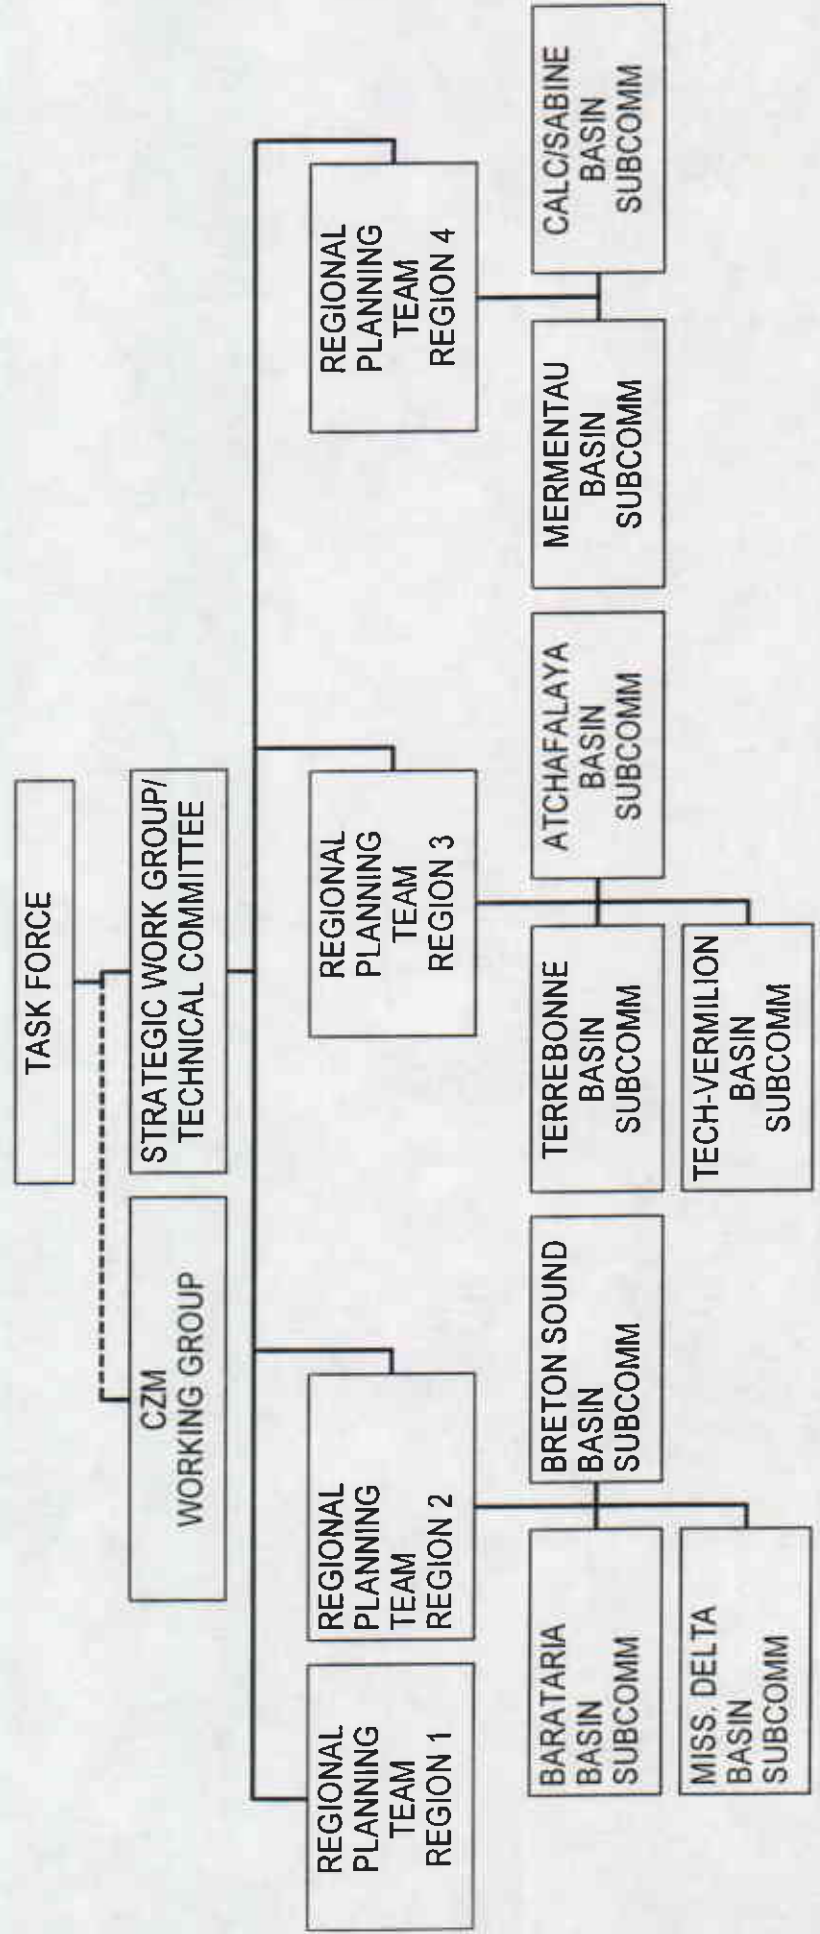 TASK FORCE
CZM
WORKING GROUP
STRATEGIC WORK GROUP/
TECHNICAL COMMITTEE
REGIONAL
PLANNING
TEAM
REGION 1
REGIONAL
PLANNING
TEAM
REGION 2
REGIONAL
PLANNING
TEAM
REGION 3
REGIONAL
PLANNING
TEAM
REGION 4
BARATARIA
BASIN
SUBCOMM
BRETON SOUND
BASIN
SUBCOMM
TERREBONNE
BASIN
SUBCOMM
ATCHAFALAYA
BASIN
SUBCOMM
MERMENTAU
BASIN
SUBCOMM
CALC/SABINE
BASIN
SUBCOMM
MISS. DELTA
BASIN
SUBCOMM
TECH-VERMILION
BASIN
SUBCOMM